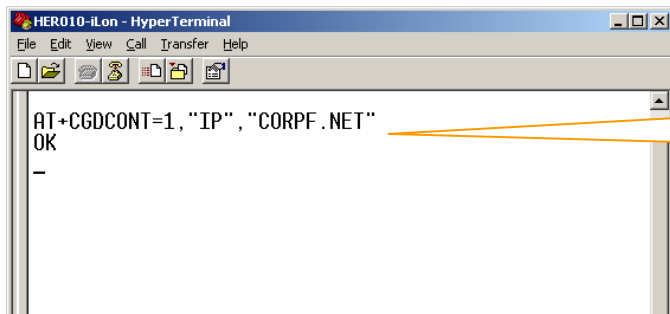 HER010-iLon - HyperTerminal
File Edit View Call Transfer Help
AT+CGDCONT=1,"IP","CORPF.NET"
OK